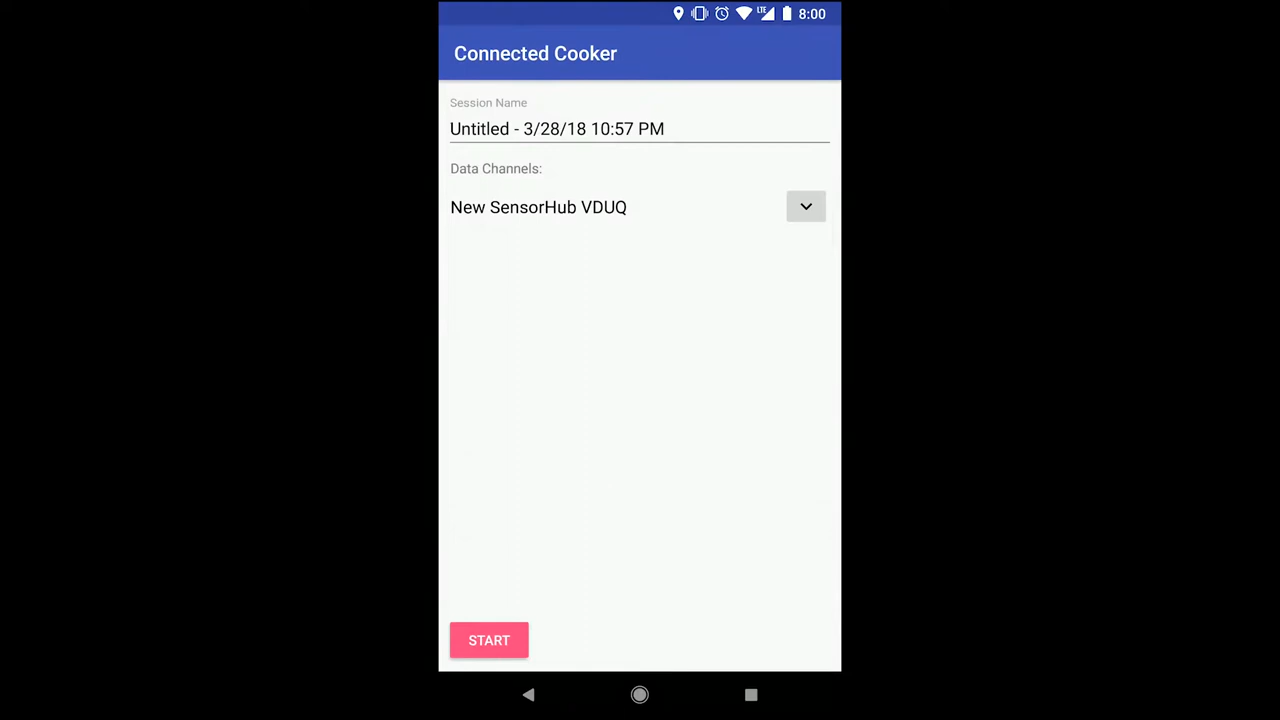 LTE 8:00
Connected Cooker
Session Name
Untitled - 3/28/18 10:57 PM
Data Channels:
New SensorHub VDUQ
START